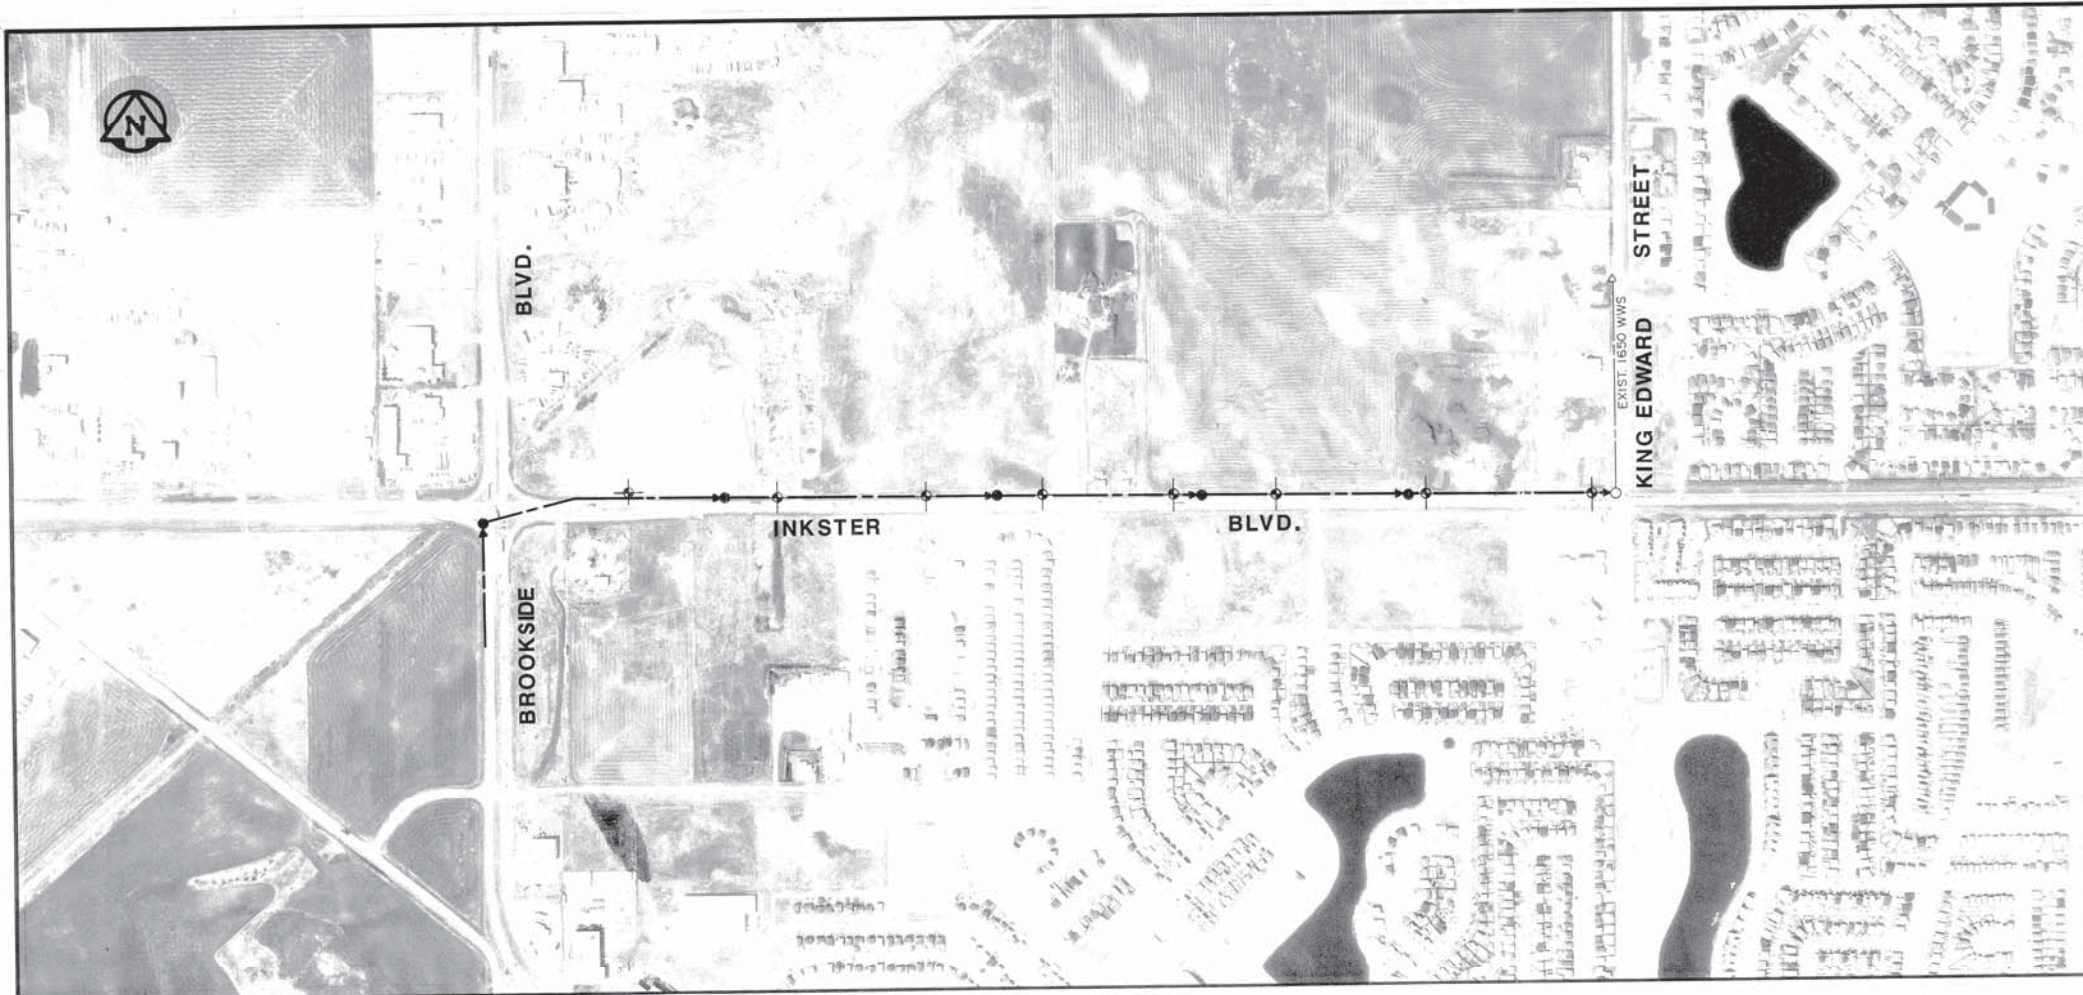 N
BLVD.
STREET
KING EDWARD
EXIST. 1650 WWS
INKSTER
BLVD.
BROOKSIDE